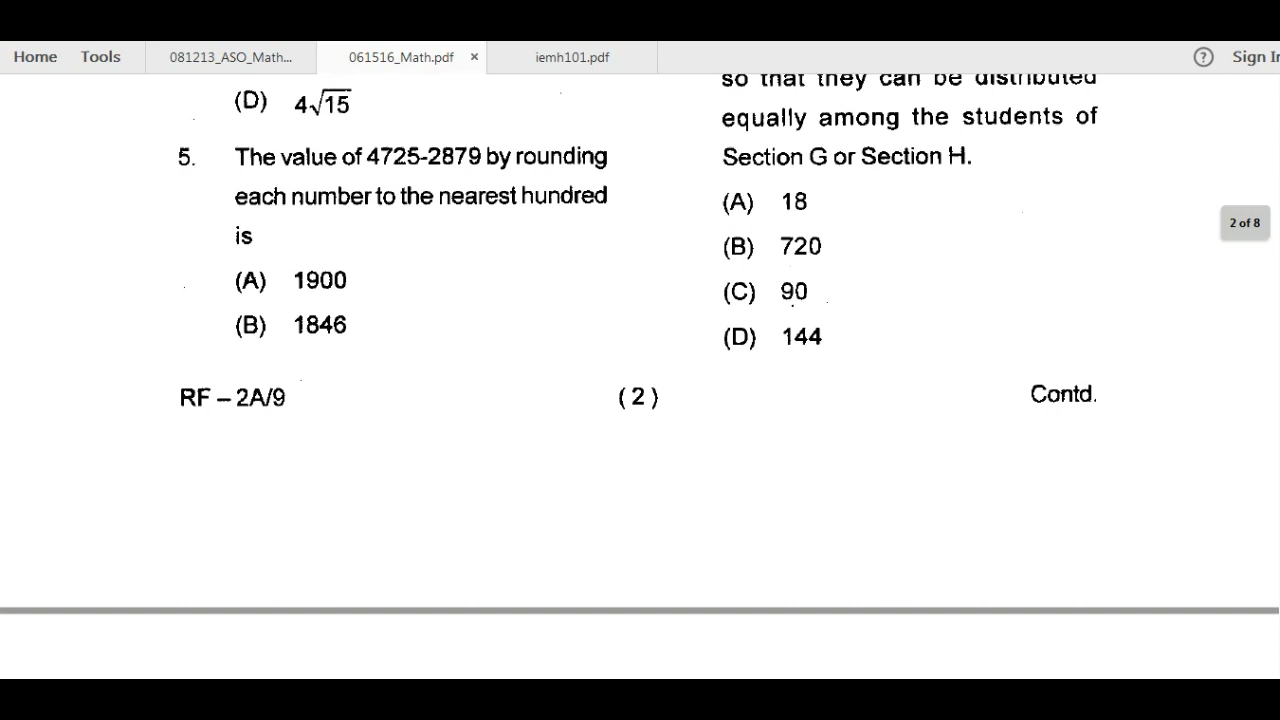 Home Tools 081213_ASO_Math... 061516_Math.pdf × iemh101.pdf ? Sign In
(D) 4√15
5. The value of 4725-2879 by rounding
each number to the nearest hundred
is
(A) 1900
(B) 1846
so that they can be distributed
equally among the students of
Section G or Section H.
(A) 18
(B) 720
(C) 90
(D) 144
2 of 8
RF – 2A/9 ( 2 ) Contd.